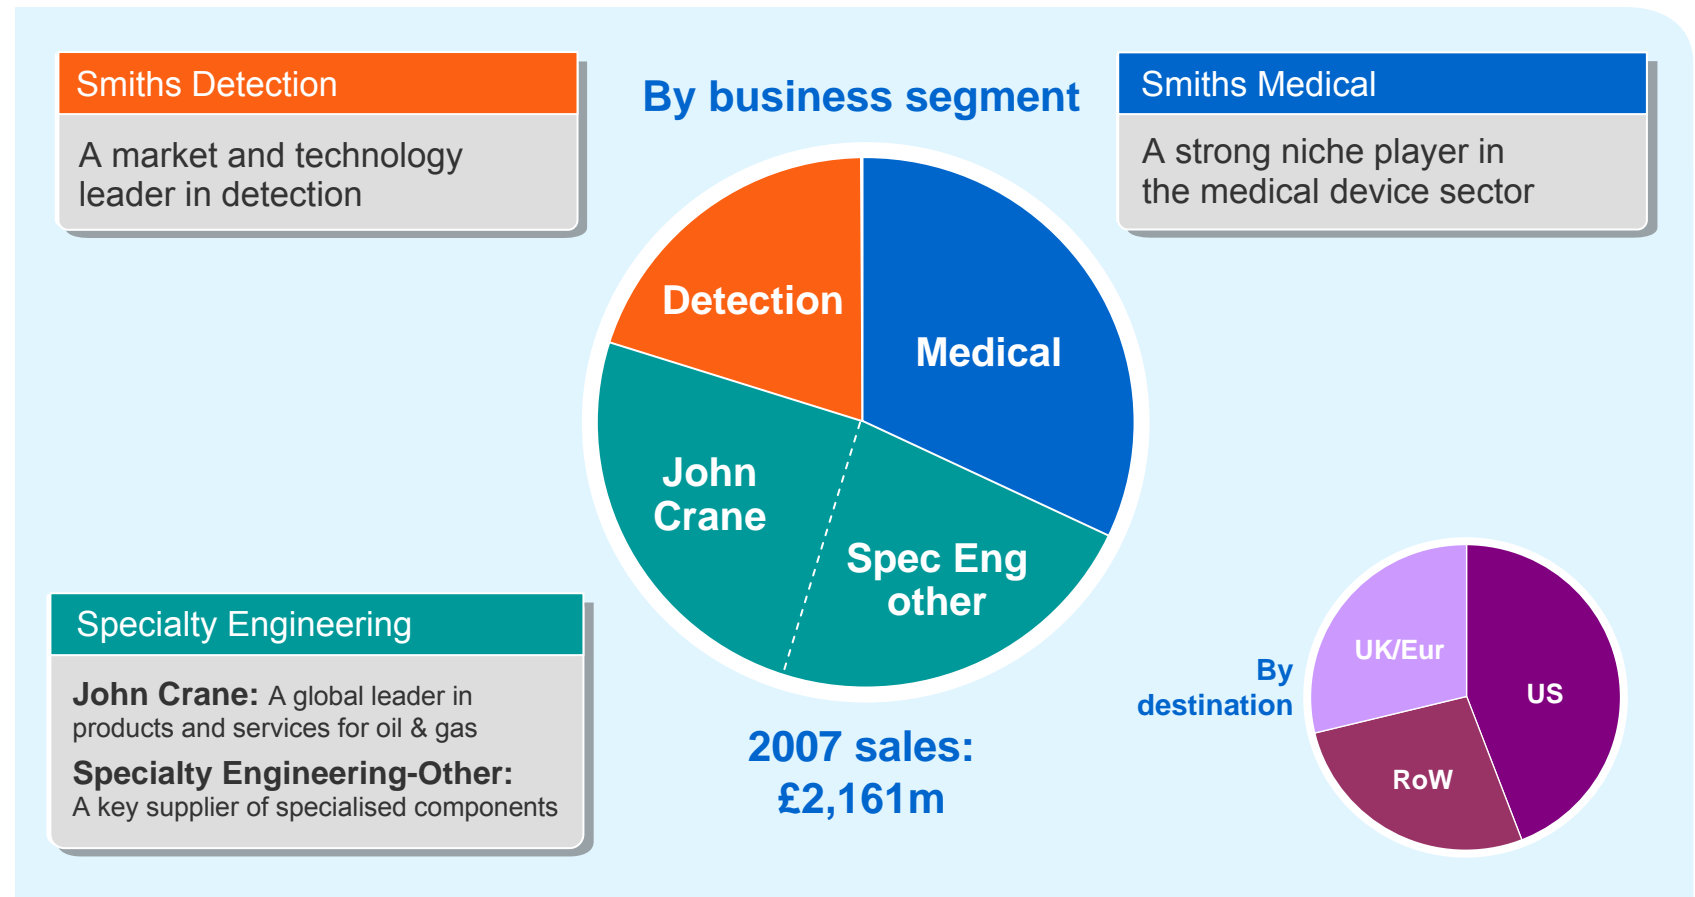 Smiths Detection
A market and technology
leader in detection
By business segment
Smiths Medical
A strong niche player in
the medical device sector
Detection
Medical
John
Crane
Spec Eng
other
Specialty Engineering
John Crane: A global leader in
products and services for oil & gas
Specialty Engineering-Other:
A key supplier of specialised components
2007 sales:
£2,161m
By
destination
UK/Eur
US
RoW